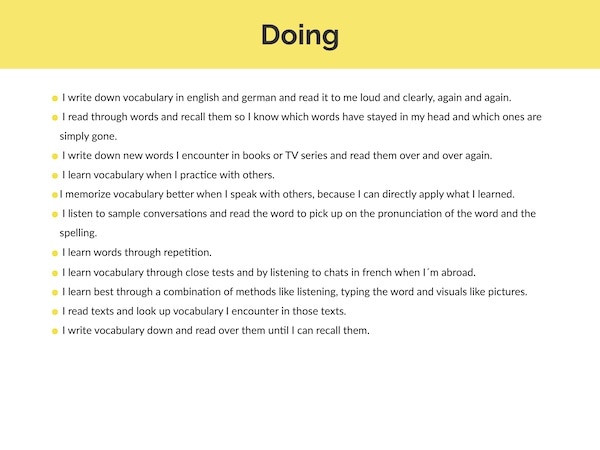 Doing
● I write down vocabulary in english and german and read it to me loud and clearly, again and again.
● I read through words and recall them so I know which words have stayed in my head and which ones are
simply gone.
● I write down new words I encounter in books or TV series and read them over and over again.
● I learn vocabulary when I practice with others.
● I memorize vocabulary better when I speak with others, because I can directly apply what I learned.
● I listen to sample conversations and read the word to pick up on the pronunciation of the word and the
spelling.
● I learn words through repetition.
● I learn vocabulary through close tests and by listening to chats in french when I´m abroad.
● I learn best through a combination of methods like listening, typing the word and visuals like pictures.
● I read texts and look up vocabulary I encounter in those texts.
● I write vocabulary down and read over them until I can recall them.